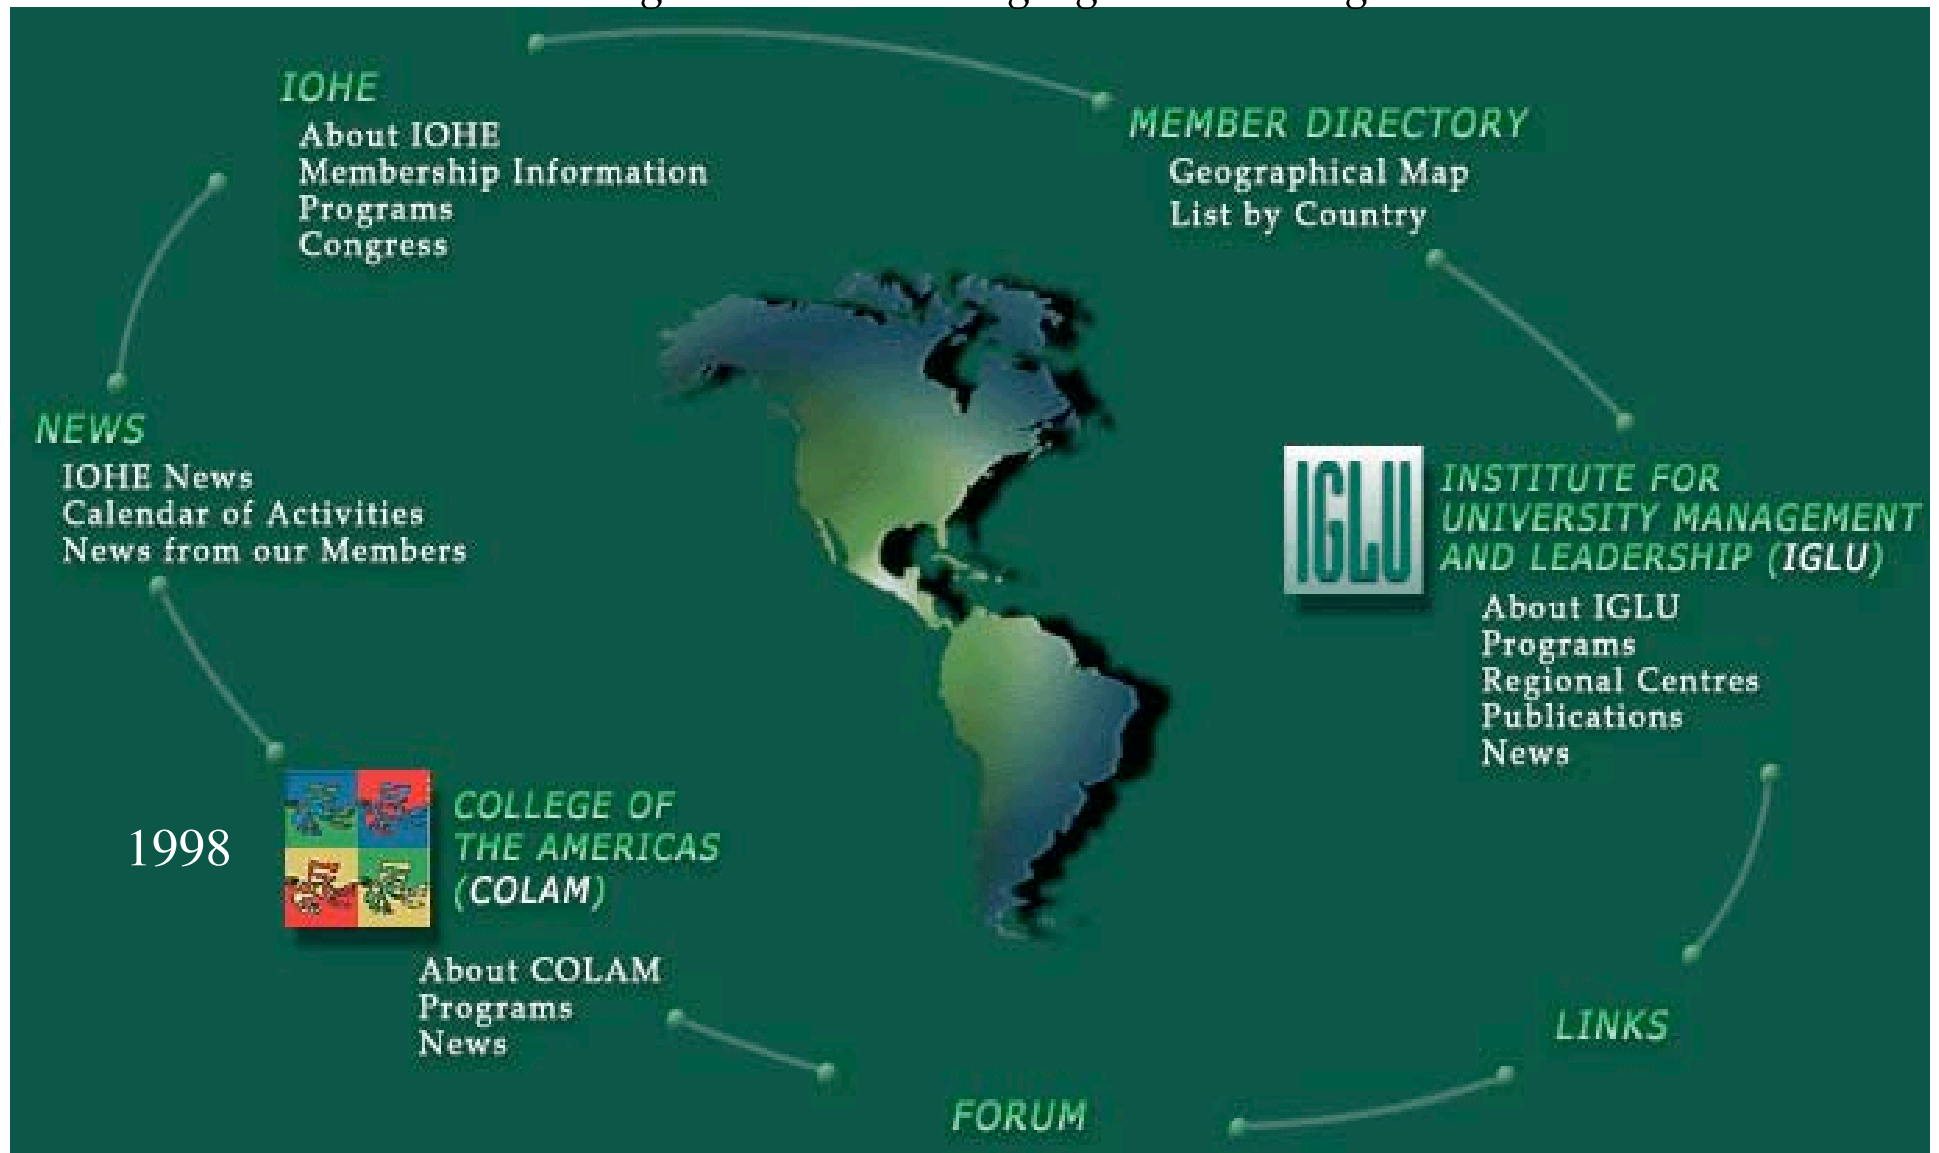 IOHE
About IOHE
Membership Information
Programs
Congress
MEMBER DIRECTORY
Geographical Map
List by Country
NEWS
IOHE News
Calendar of Activities
News from our Members
IGLU
INSTITUTE FOR
UNIVERSITY MANAGEMENT
AND LEADERSHIP (IGLU)
About IGLU
Programs
Regional Centres
Publications
News
1998
COLLEGE OF
THE AMERICAS
(COLAM)
About COLAM
Programs
News
LINKS
FORUM